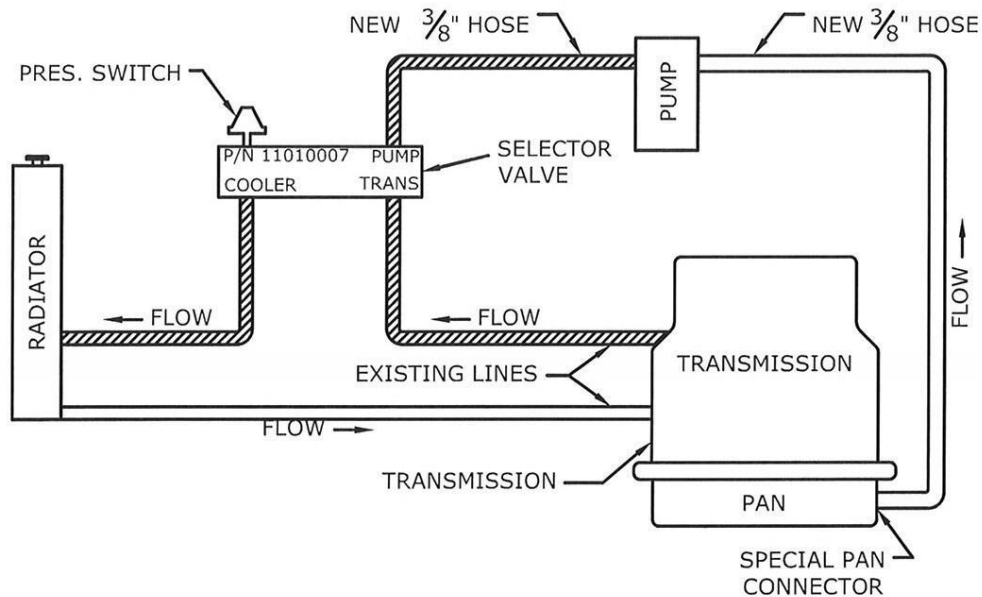 NEW 3/8" HOSE
NEW 3/8" HOSE
PRES. SWITCH
PUMP
P/N 11010007 PUMP
COOLER TRANS
SELECTOR
VALVE
RADIATOR
FLOW
FLOW
FLOW
TRANSMISSION
EXISTING LINES
FLOW
TRANSMISSION
PAN
SPECIAL PAN
CONNECTOR